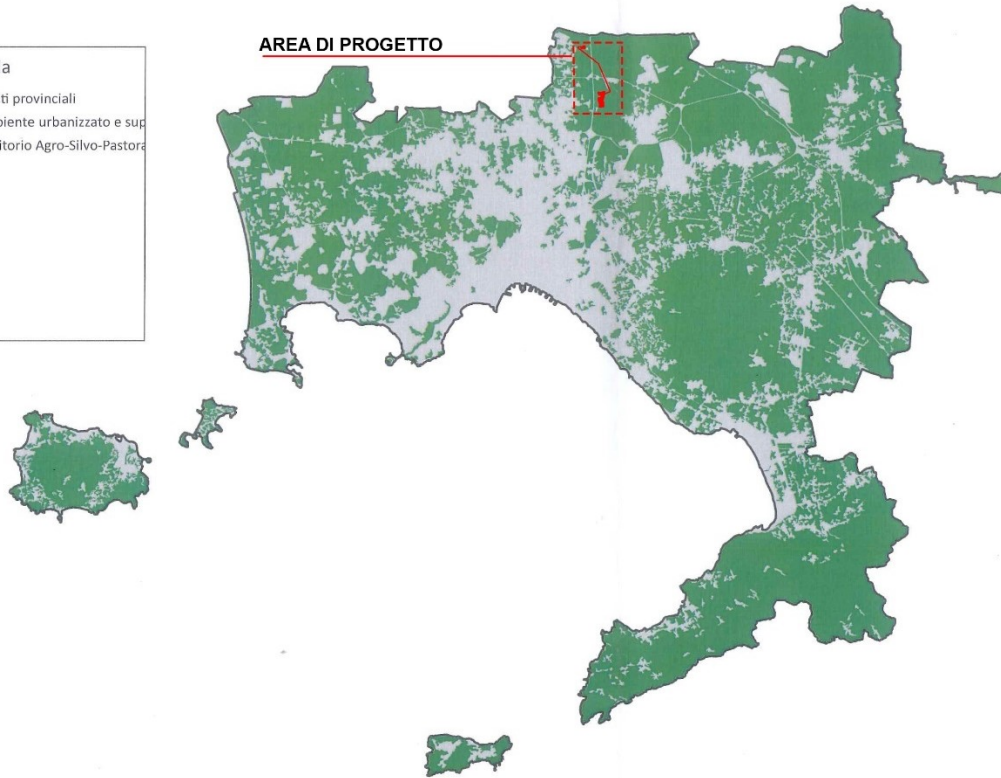 AREA DI PROGETTO
a
ti provinciali
biente urbanizzato e sup
itorio Agro-Silvo-Pastora